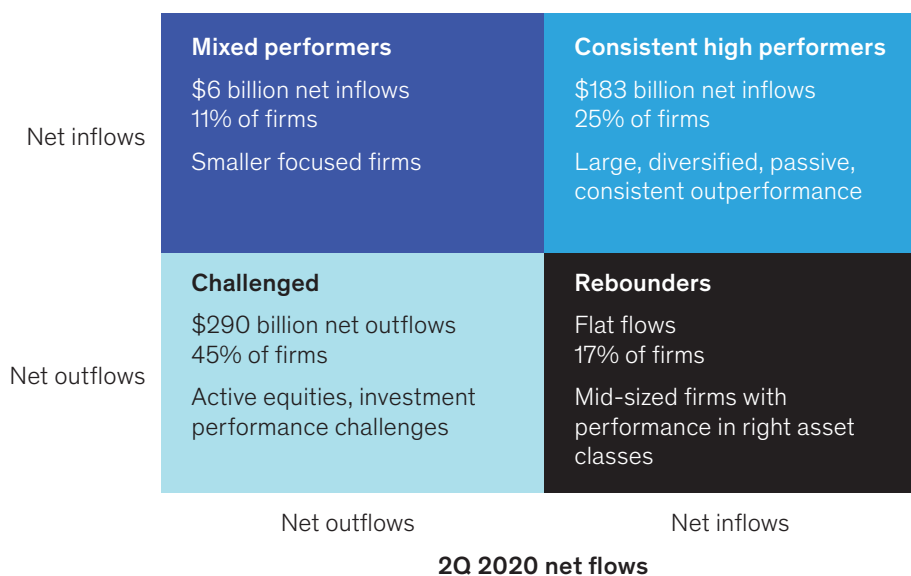 Net inflows
Mixed performers
$6 billion net inflows
11% of firms
Smaller focused firms
Consistent high performers
$183 billion net inflows
25% of firms
Large, diversified, passive,
consistent outperformance
Net outflows
Challenged
$290 billion net outflows
45% of firms
Active equities, investment
performance challenges
Rebounders
Flat flows
17% of firms
Mid-sized firms with
performance in right asset
classes
Net outflows
Net inflows
2Q 2020 net flows